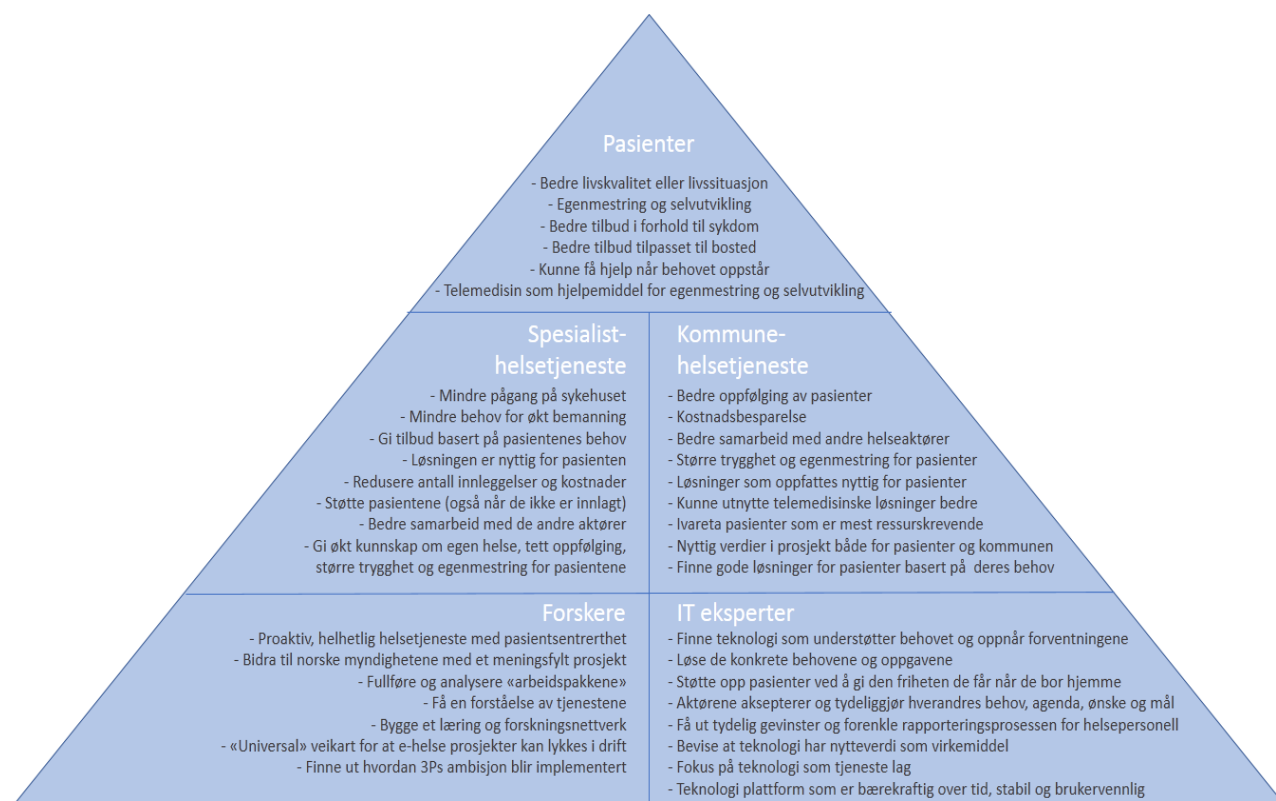 Pasienter
- Bedre livskvalitet eller livssituasjon
- Egenmestring og selvutvikling
- Bedre tilbud i forhold til sykdom
- Bedre tilbud tilpasset til bosted
- Kunne få hjelp når behovet oppstår
- Telemedisin som hjelpemiddel for egenmestring og selvutvikling
Spesialist-
helsetjeneste
- Mindre pågang på sykehuset
- Mindre behov for økt bemanning
- Gi tilbud basert på pasientenes behov
- Løsningen er nyttig for pasienten
- Redusere antall innleggelser og kostnader
- Støtte pasientene (også når de ikke er innlagt)
- Bedre samarbeid med de andre aktører
- Gi økt kunnskap om egen helse, tett oppfølging,
større trygghet og egenmestring for pasientene
Kommune-
helsetjeneste
- Bedre oppfølging av pasienter
- Kostnadsbesparelse
- Bedre samarbeid med andre helseaktører
- Større trygghet og egenmestring for pasienter
- Løsninger som oppfattes nyttig for pasienter
- Kunne utnytte telemedisinske løsninger bedre
- Ivareta pasienter som er mest ressurskrevende
- Nyttig verdier i prosjekt både for pasienter og kommunen
- Finne gode løsninger for pasienter basert på deres behov
Forskere
- Proaktiv, helhetlig helsetjeneste med pasientsentrerthet
- Bidra til norske myndighetene med et meningsfylt prosjekt
- Fullføre og analysere «arbeidspakkene»
- Få en forståelse av tjenestene
- Bygge et læring og forskningsnettverk
- «Universal» veikart for at e-helse prosjekter kan lykkes i drift
- Finne ut hvordan 3Ps ambisjon blir implementert
IT eksperter
- Finne teknologi som understøtter behovet og oppnår forventningene
- Løse de konkrete behovene og oppgavene
- Støtte opp pasienter ved å gi den friheten de får når de bor hjemme
- Aktørene aksepterer og tydeliggjør hverandres behov, agenda, ønske og mål
- Få ut tydelig gevinster og forenkle rapporteringsprosessen for helsepersonell
- Bevise at teknologi har nytteverdi som virkemiddel
- Fokus på teknologi som tjeneste lag
- Teknologi plattform som er bærekraftig over tid, stabil og brukervennlig